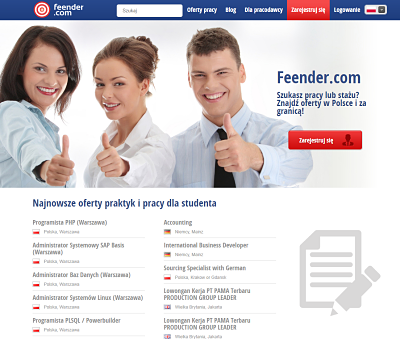 feender
.com
Szukaj
Oferty pracy
Blog
Dla pracodawcy
Zarejestruj się
Logowanie
Feender.com
Szukasz pracy lub stażu?
Znajdź oferty w Polsce i za
granicą!
Zarejestruj się
Najnowsze oferty praktyk i pracy dla studenta
Programista PHP (Warszawa)
Polska, Warszawa
Administrator Systemowy SAP Basis
(Warszawa)
Polska, Warszawa
Administrator Baz Danych (Warszawa)
Polska, Warszawa
Administrator Systemów Linux (Warszawa)
Polska, Warszawa
Programista PLSQL / Powerbuilder
Polska, Warszawa
Accounting
Niemcy, Mainz
International Business Developer
Niemcy, Mainz
Sourcing Specialist with German
Polska, Krakow or Gdansk
Lowongan Kerja PT PAMA Terbaru
PRODUCTION GROUP LEADER
Wielka Brytania, Jakarta
Lowongan Kerja PT PAMA Terbaru
PRODUCTION GROUP LEADER
Wielka Brytania, Jakarta